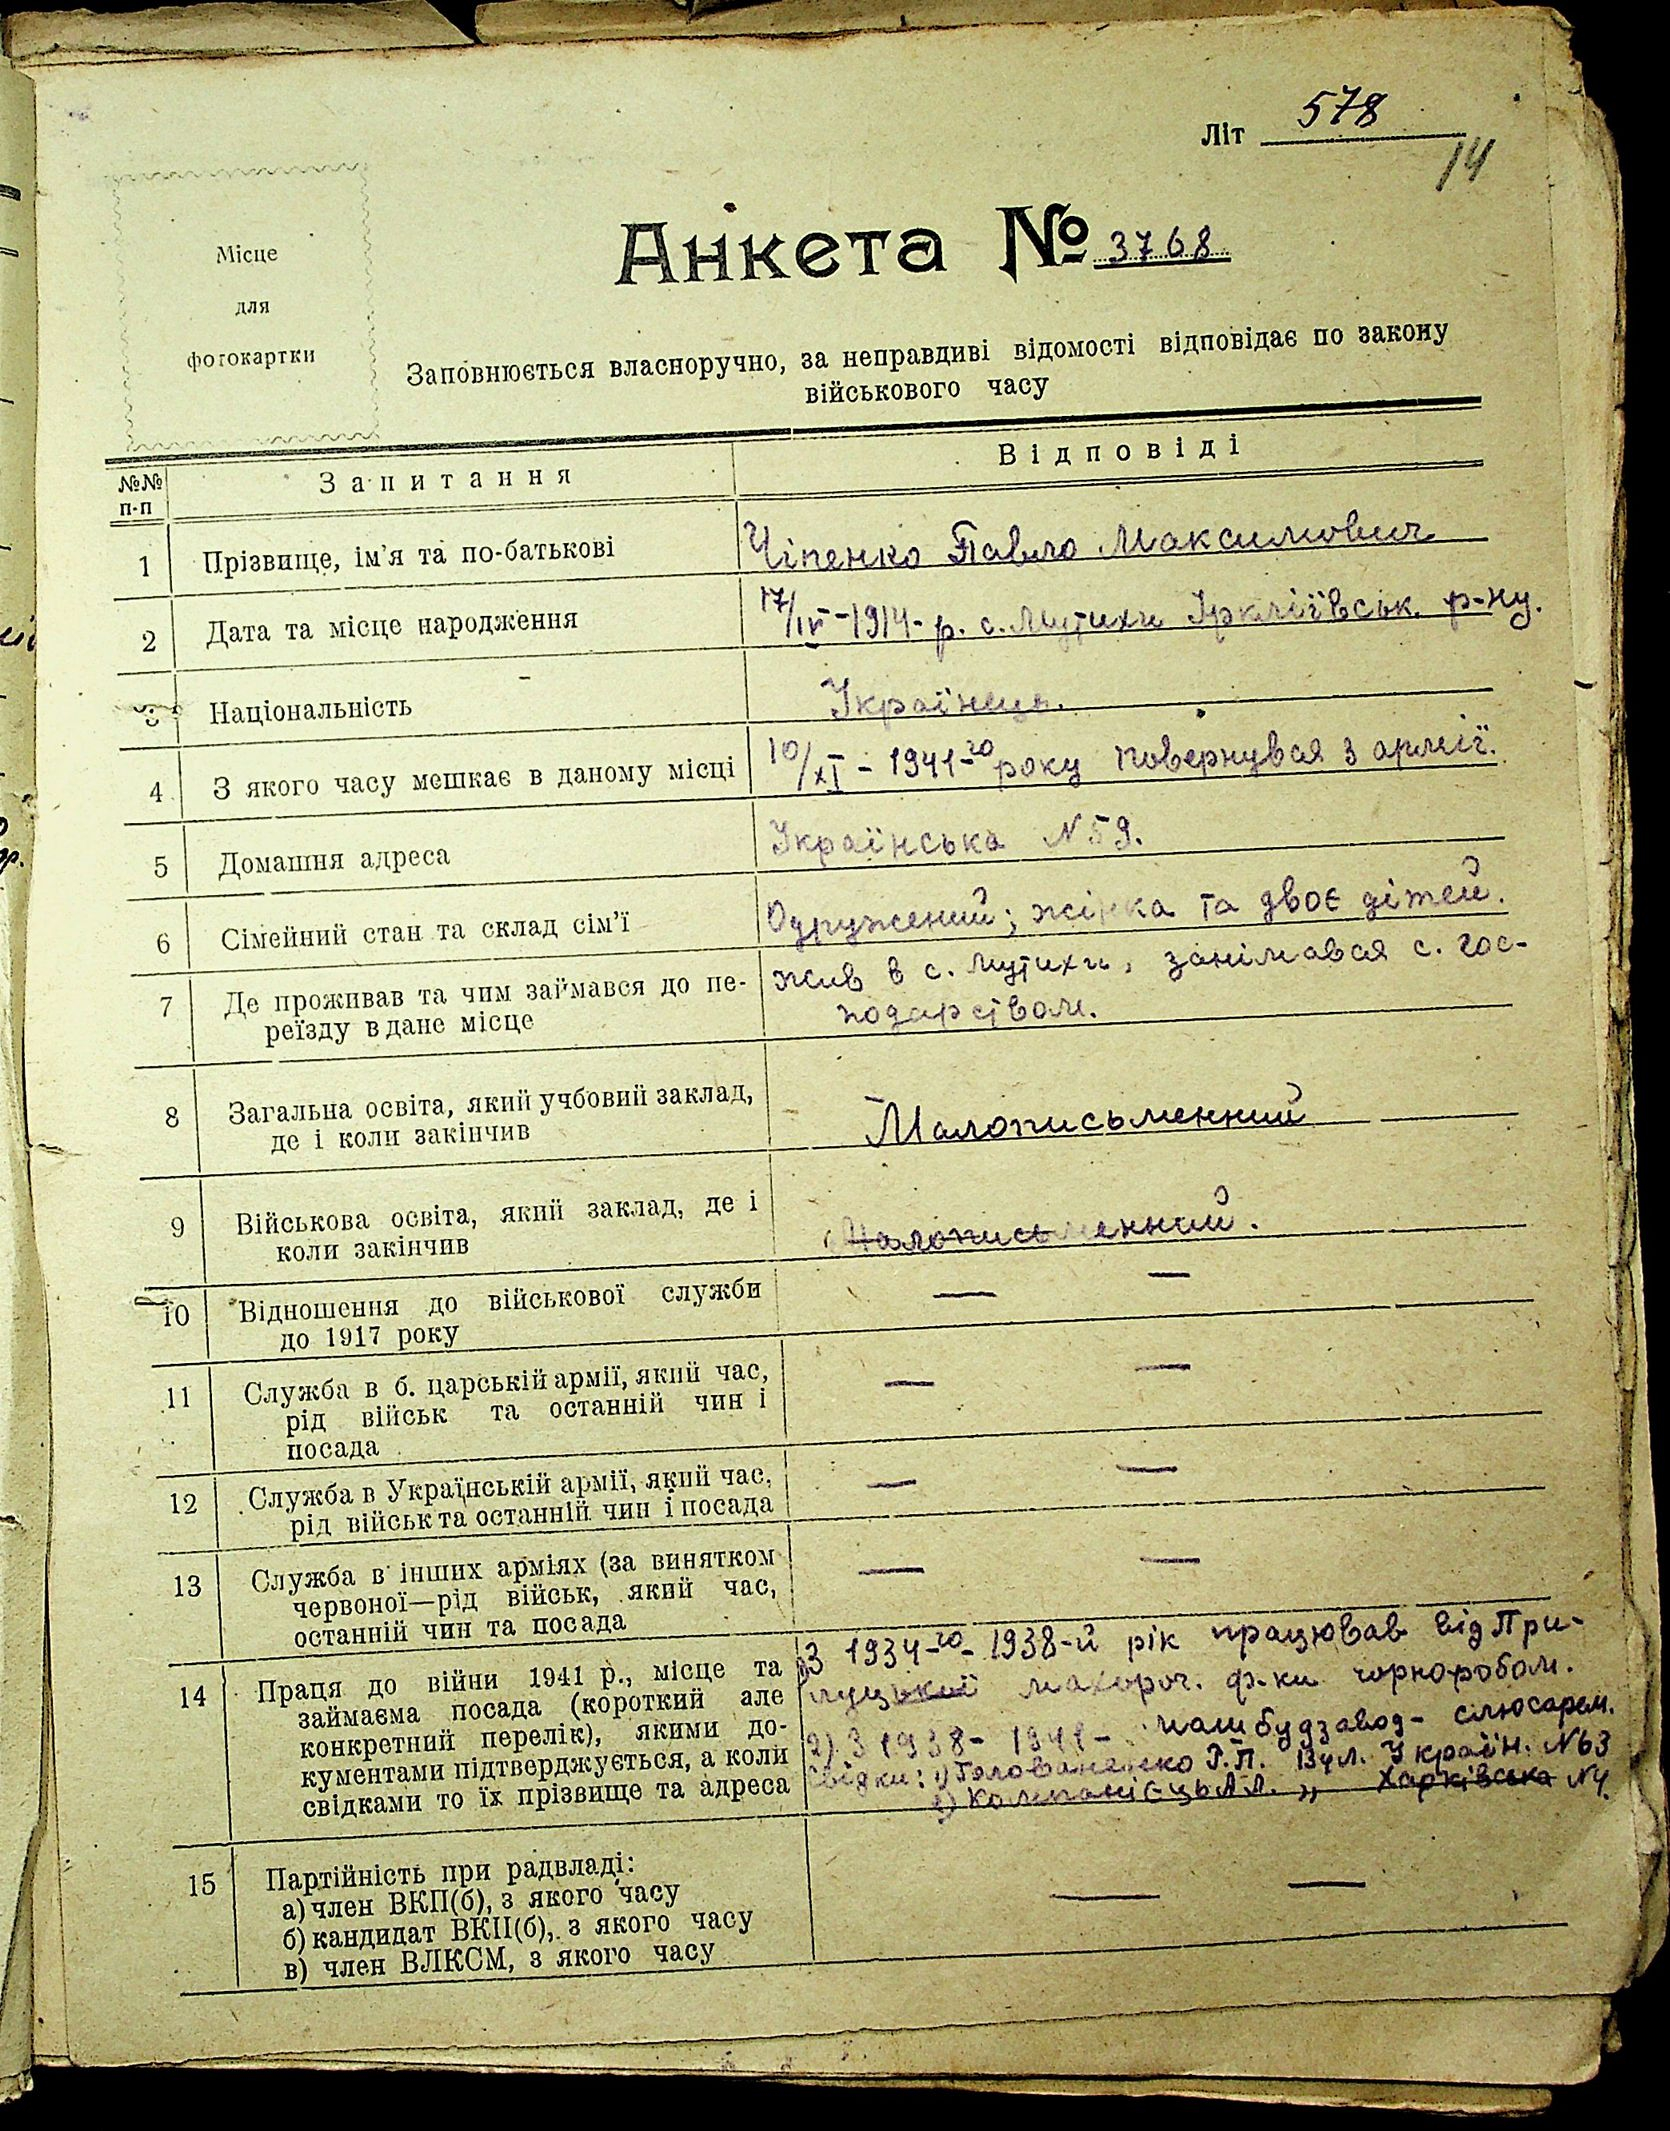 Літ 578
14
Місце
для
фотокартки
Анкета № 3768
Заповнюється власноручно, за неправдиві відомості відповідає по закону
військового часу
№№ п-п Запитання Відповіді
1 Прізвище, ім'я та по-батькові Чіпенко Павло Максимович
2 Дата та місце народження 17/IV-1914-р. с. Мутихи Іркліївськ. р-ну.
3 Національність Українець.
4 З якого часу мешкає в даному місці 10/XI - 1941-го року повернувся з армії.
5 Домашня адреса Українська N 59.
6 Сімейний стан та склад сім'ї Одружений; жінка та двоє дітей.
7 Де проживав та чим займався до пе- жив в с. Мутихи, занімався с. гос-
реїзду в дане місце подарством.
8 Загальна освіта, який учбовий заклад,
де і коли закінчив Малописьменний
9 Військова освіта, який заклад, де і
коли закінчив Малописьменний.
10 Відношення до військової служби — —
до 1917 року
11 Служба в б. царській армії, який час, — —
рід військ та останній чин і
посада
12 Служба в Українській армії, який час, — —
рід військ та останній чин і посада
13 Служба в інших арміях (за винятком — —
червоної—рід військ, який час,
останній чин та посада
14 Праця до війни 1941 р., місце та З 1934-го-1938-й рік працював від При-
займаєма посада (короткий але луцької махороч. ф-ки чорноробом.
конкретний перелік), якими до- 2) З 1938- 1941- машбудзавод- слюсарем.
кументами підтверджується, а коли свідки: 1) Голованенко Г.П. вул. Україн. N 63
свідками то їх прізвище та адреса 2) Компанієць А.Л. „ Харківська N 4.
15 Партійність при радвладі:
а) член ВКП(б), з якого часу — —
б) кандидат ВКП(б), з якого часу
в) член ВЛКСМ, з якого часу